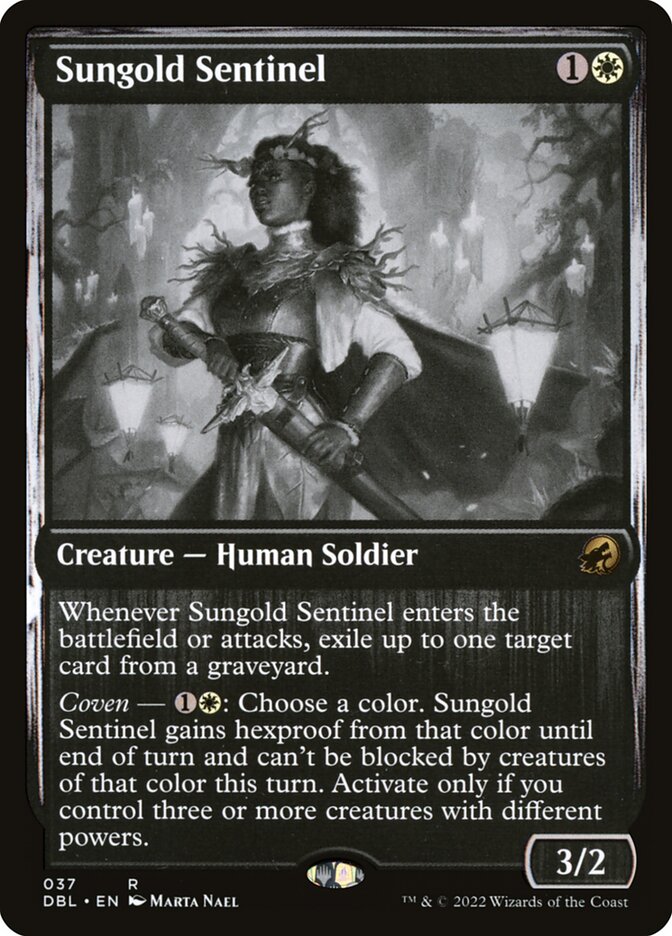 Sungold Sentinel 1
Creature — Human Soldier
Whenever Sungold Sentinel enters the
battlefield or attacks, exile up to one target
card from a graveyard.
Coven — 1 : Choose a color. Sungold
Sentinel gains hexproof from that color until
end of turn and can't be blocked by creatures
of that color this turn. Activate only if you
control three or more creatures with different
powers.
3/2
037 R
DBL • EN Marta Nael
™ & © 2022 Wizards of the Coast